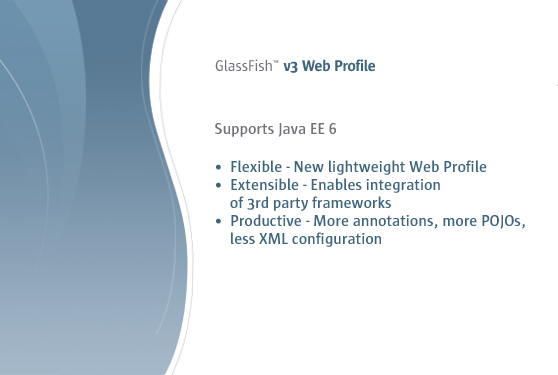 GlassFish™ v3 Web Profile
Supports Java EE 6
• Flexible - New lightweight Web Profile
• Extensible - Enables integration
of 3rd party frameworks
• Productive - More annotations, more POJOs,
less XML configuration